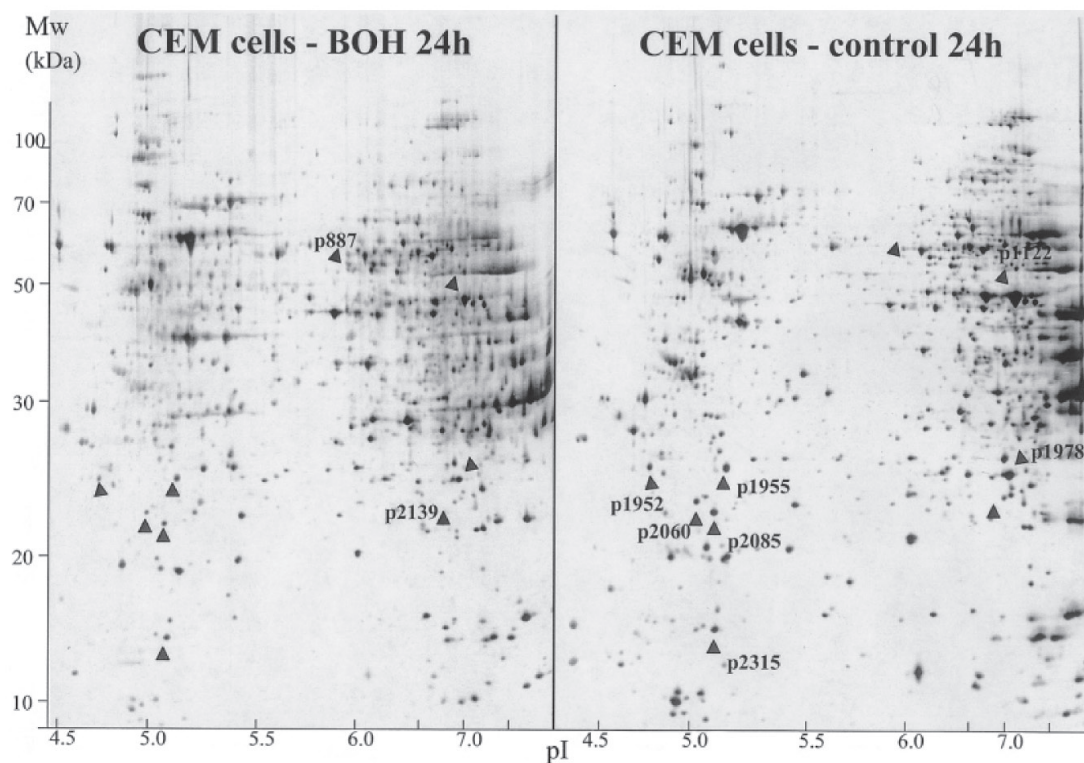 Mw
(kDa)
CEM cells - BOH 24h
CEM cells - control 24h
100
70
50
30
20
10
p887
p2139
p1122
p1978
p1952
p1955
p2060
p2085
p2315
4.5 5.0 5.5 6.0 7.0
pI
4.5 5.0 5.5 6.0 7.0